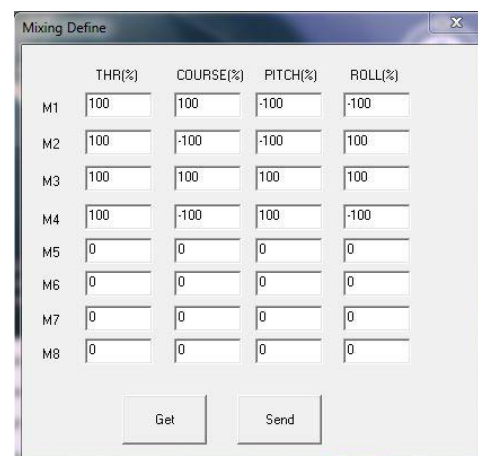 Mixing Define
X
THR(%) COURSE(%) PITCH(%) ROLL(%)
M1 100 100 -100 -100
M2 100 -100 -100 100
M3 100 100 100 100
M4 100 -100 100 -100
M5 0 0 0 0
M6 0 0 0 0
M7 0 0 0 0
M8 0 0 0 0
Get Send